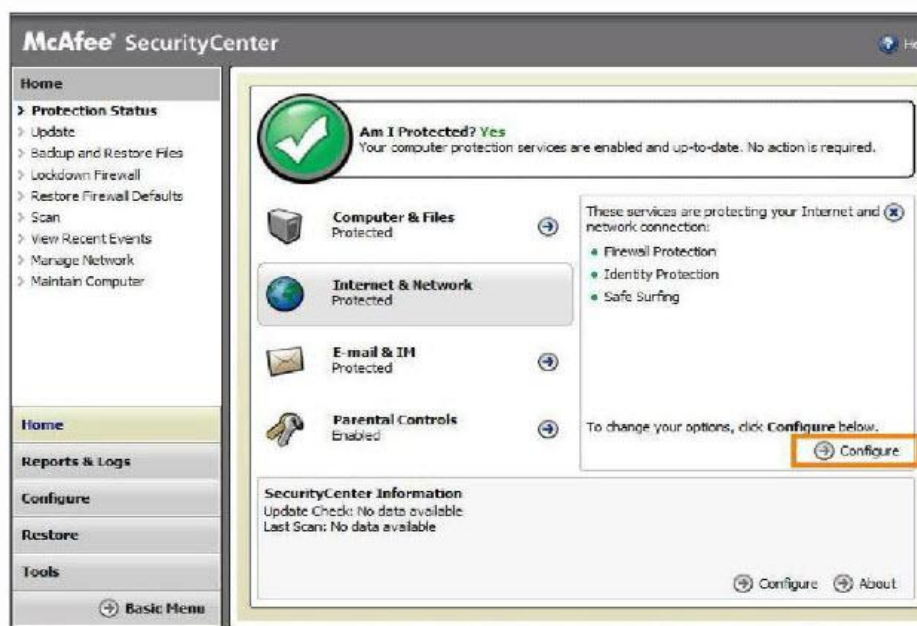 McAfee® SecurityCenter
Home
Protection Status
Update
Backup and Restore Files
Lockdown Firewall
Restore Firewall Defaults
Scan
View Recent Events
Manage Network
Maintain Computer
Home
Reports & Logs
Configure
Restore
Tools
Basic Menu
Am I Protected? Yes
Your computer protection services are enabled and up-to-date. No action is required.
Computer & Files
Protected
Internet & Network
Protected
E-mail & IM
Protected
Parental Controls
Enabled
These services are protecting your Internet and
network connection:
Firewall Protection
Identity Protection
Safe Surfing
To change your options, click Configure below.
Configure
SecurityCenter Information
Update Check: No data available
Last Scan: No data available
Configure
About